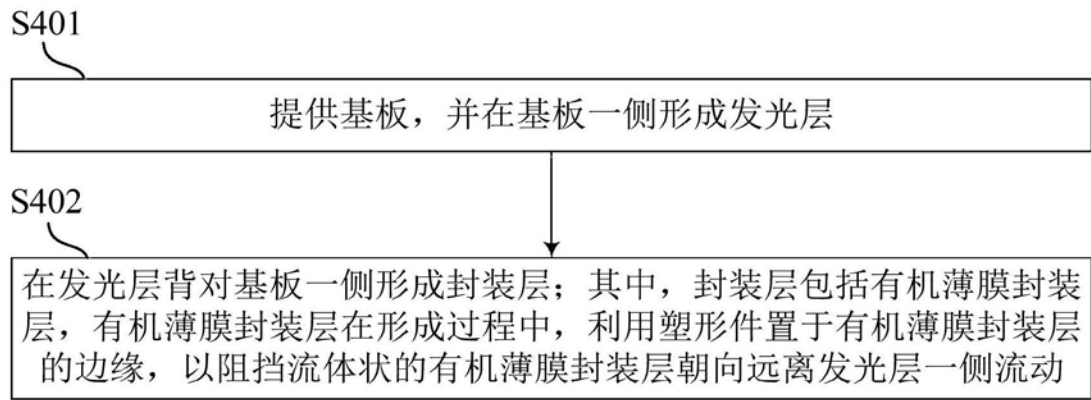 S401
提供基板，并在基板一侧形成发光层
S402
在发光层背对基板一侧形成封装层；其中，封装层包括有机薄膜封装
层，有机薄膜封装层在形成过程中，利用塑形件置于有机薄膜封装层
的边缘，以阻挡流体状的有机薄膜封装层朝向远离发光层一侧流动